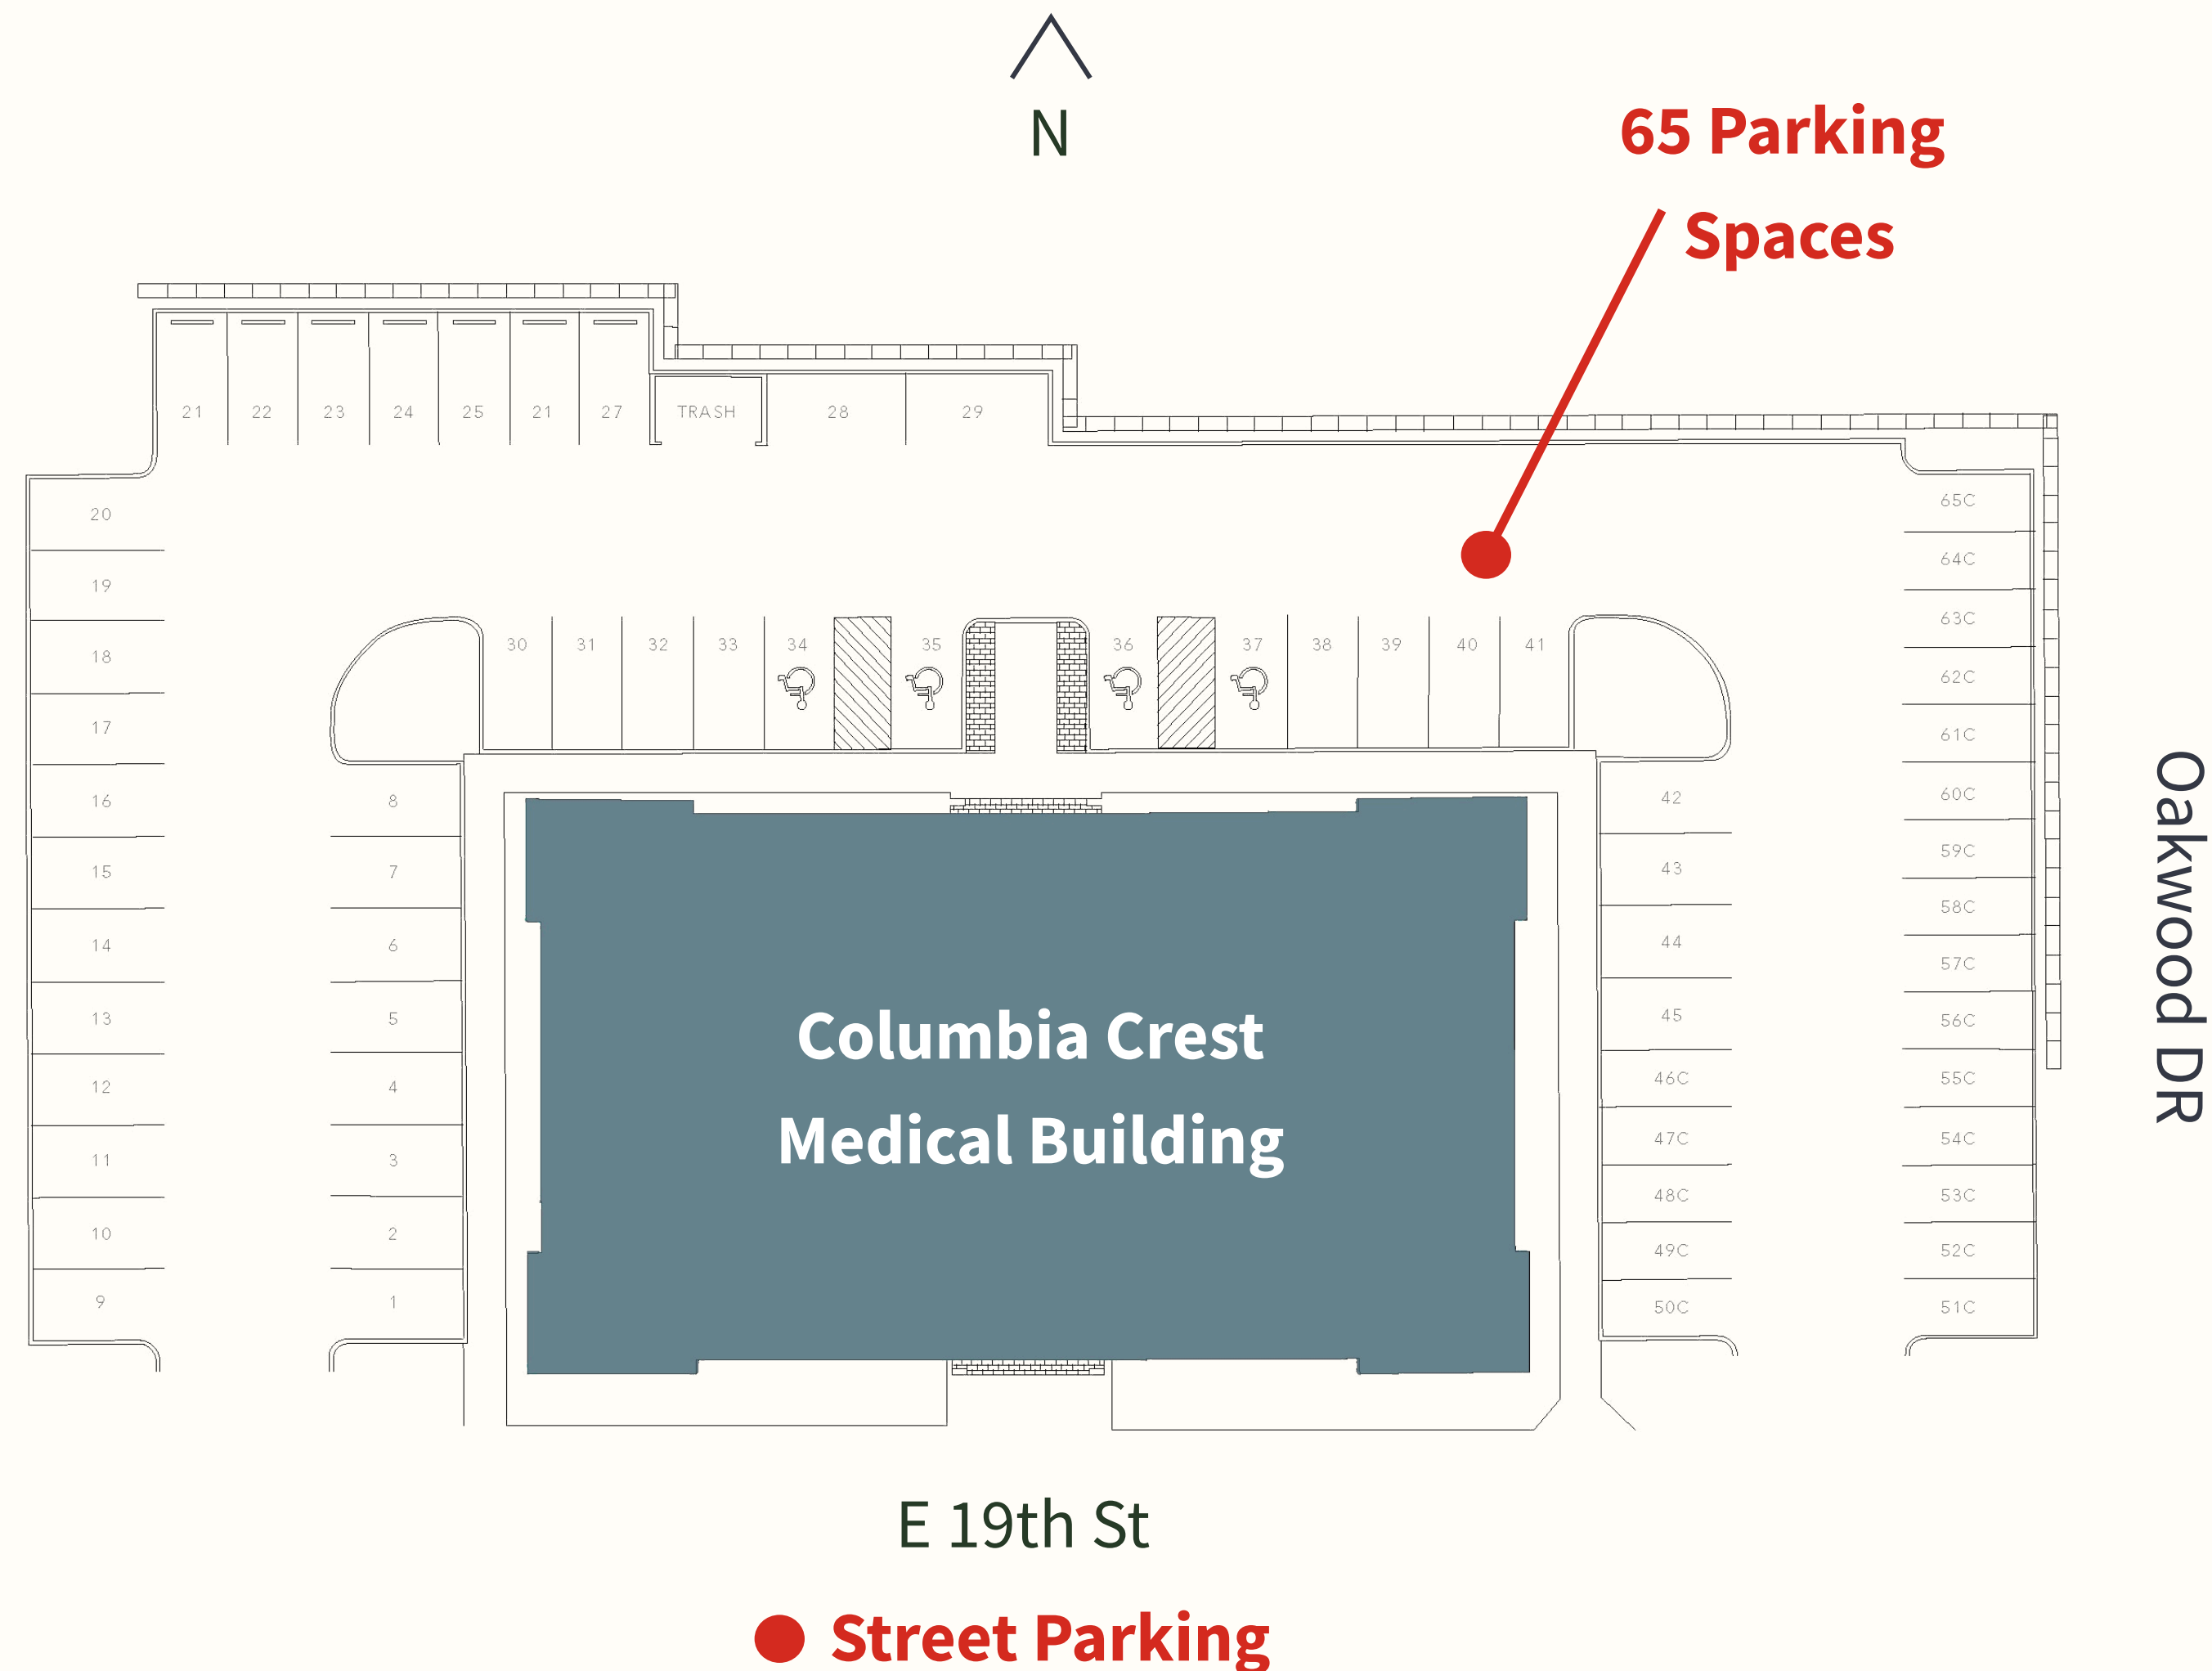 N
65 Parking
Spaces
21 22 23 24 25 21 27 TRASH 28 29
20
19
18
17
16
15
14
13
12
11
10
9
8
7
6
5
4
3
2
1
30 31 32 33 34 35 36 37 38 39 40 41
42
43
44
45
46C
47C
48C
49C
50C
65C
64C
63C
62C
61C
60C
59C
58C
57C
56C
55C
54C
53C
52C
51C
Oakwood DR
Columbia Crest
Medical Building
E 19th St
Street Parking